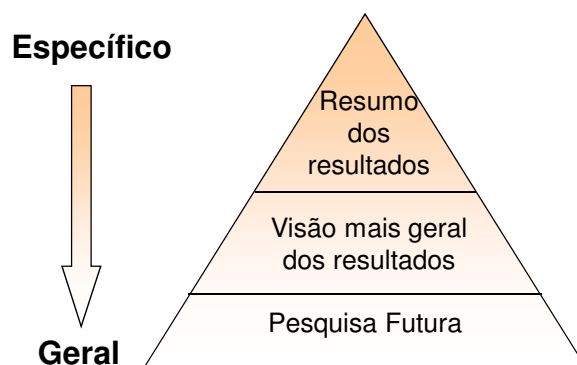 Específico
Resumo
dos
resultados
Visão mais geral
dos resultados
Pesquisa Futura
Geral